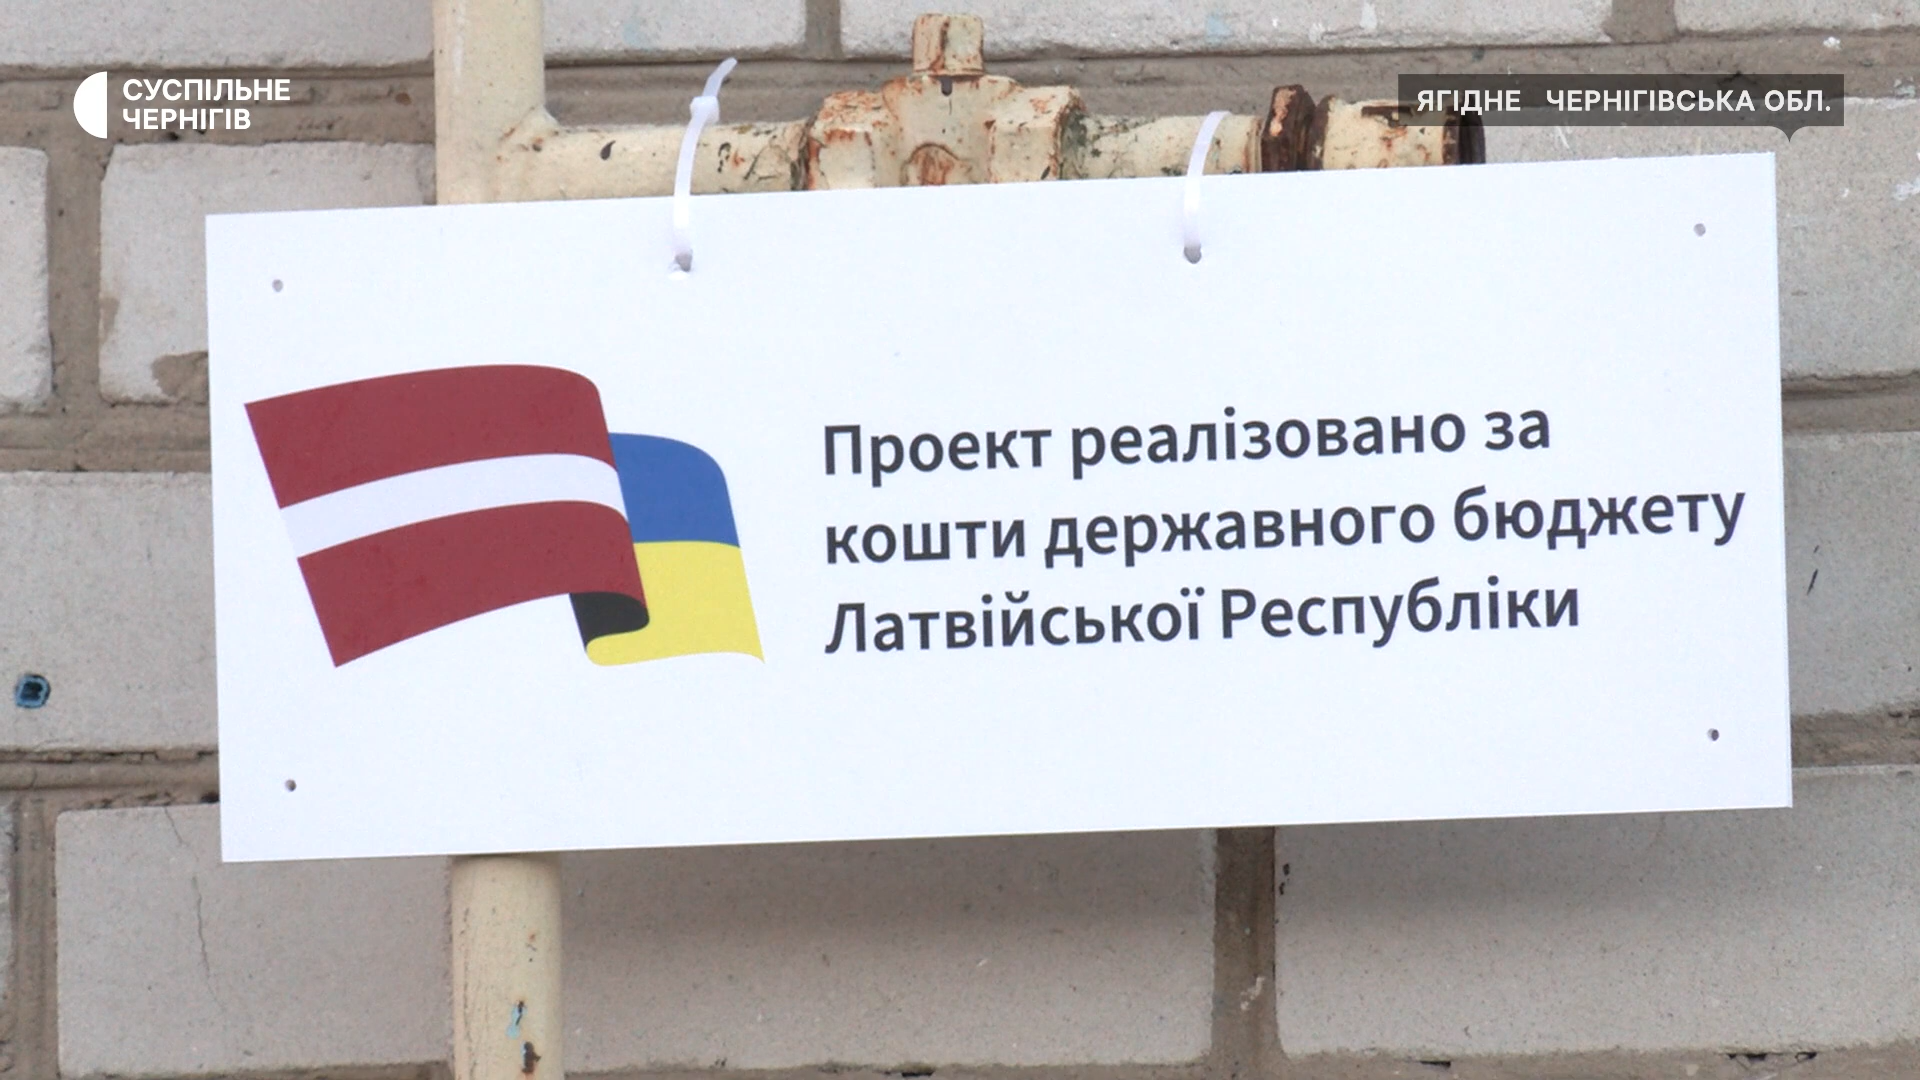 СУСПІЛЬНЕ
ЧЕРНІГІВ
ЯГІДНЕ ЧЕРНІГІВСЬКА ОБЛ.
Проект реалізовано за
кошти державного бюджету
Латвійської Республіки